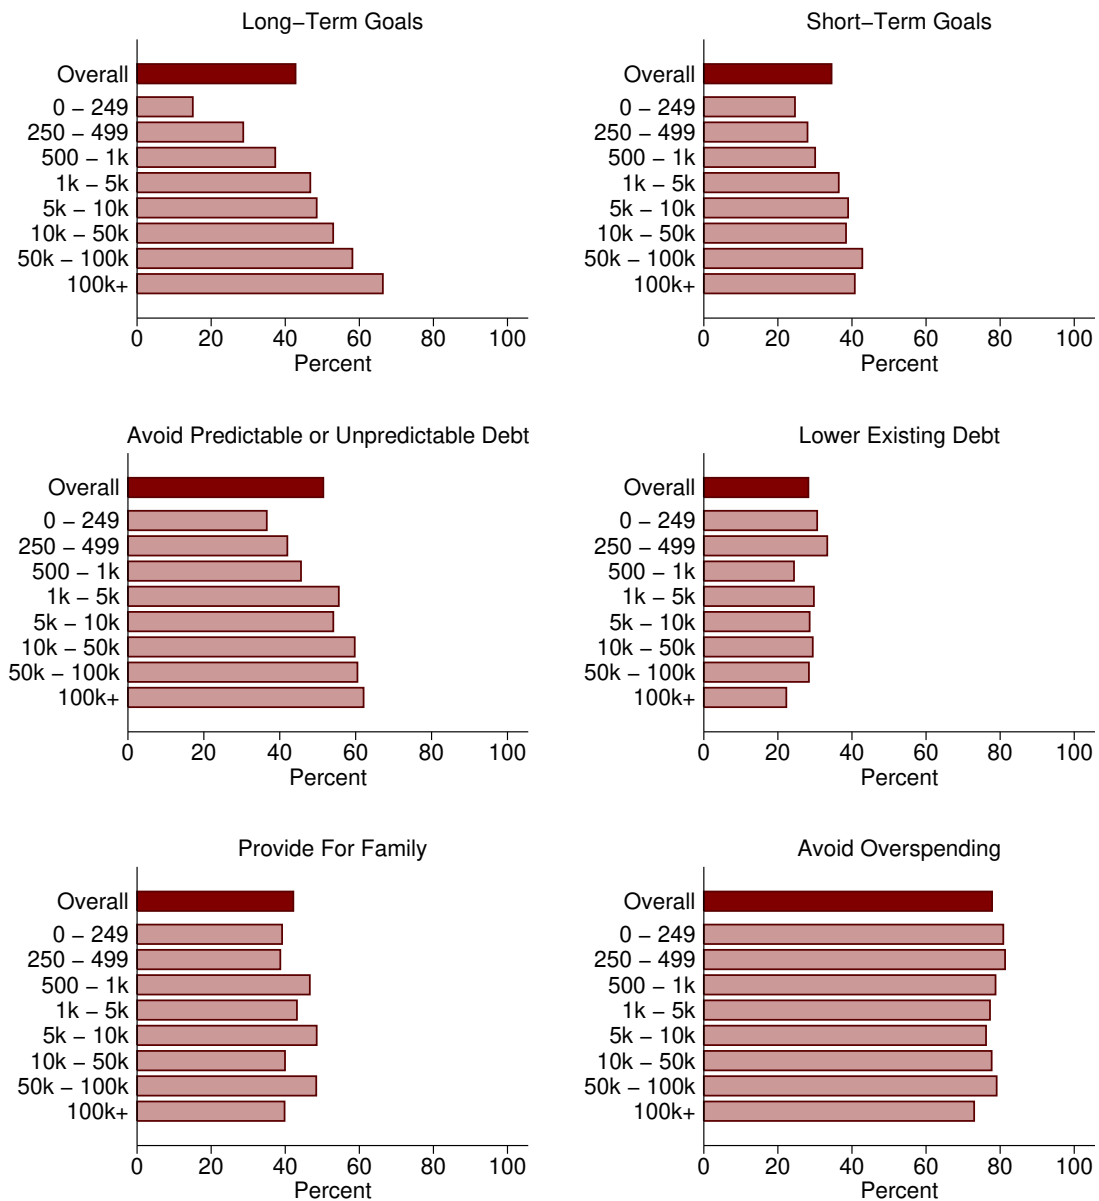 Long−Term Goals
Overall
0 − 249
250 − 499
500 − 1k
1k − 5k
5k − 10k
10k − 50k
50k − 100k
100k+
0 20 40 60 80 100
Percent
Short−Term Goals
Overall
0 − 249
250 − 499
500 − 1k
1k − 5k
5k − 10k
10k − 50k
50k − 100k
100k+
0 20 40 60 80 100
Percent
Avoid Predictable or Unpredictable Debt
Overall
0 − 249
250 − 499
500 − 1k
1k − 5k
5k − 10k
10k − 50k
50k − 100k
100k+
0 20 40 60 80 100
Percent
Lower Existing Debt
Overall
0 − 249
250 − 499
500 − 1k
1k − 5k
5k − 10k
10k − 50k
50k − 100k
100k+
0 20 40 60 80 100
Percent
Provide For Family
Overall
0 − 249
250 − 499
500 − 1k
1k − 5k
5k − 10k
10k − 50k
50k − 100k
100k+
0 20 40 60 80 100
Percent
Avoid Overspending
Overall
0 − 249
250 − 499
500 − 1k
1k − 5k
5k − 10k
10k − 50k
50k − 100k
100k+
0 20 40 60 80 100
Percent